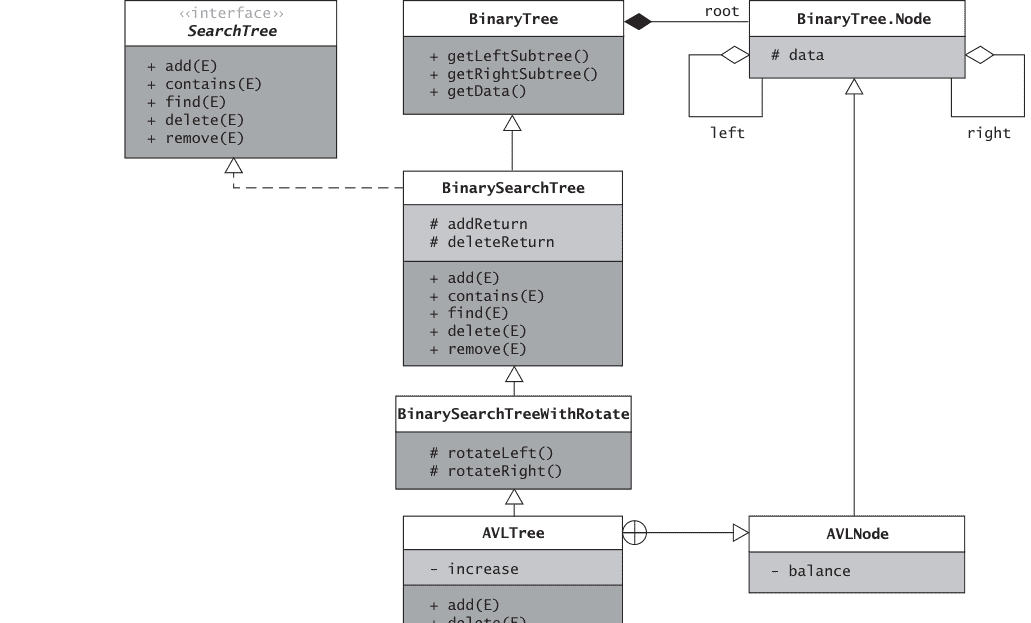 ‹‹interface››
SearchTree
+ add(E)
+ contains(E)
+ find(E)
+ delete(E)
+ remove(E)
BinaryTree
+ getLeftSubtree()
+ getRightSubtree()
+ getData()
root
BinaryTree.Node
# data
left
right
BinarySearchTree
# addReturn
# deleteReturn
+ add(E)
+ contains(E)
+ find(E)
+ delete(E)
+ remove(E)
BinarySearchTreeWithRotate
# rotateLeft()
# rotateRight()
AVLTree
- increase
+ add(E)
+ delete(E)
AVLNode
- balance